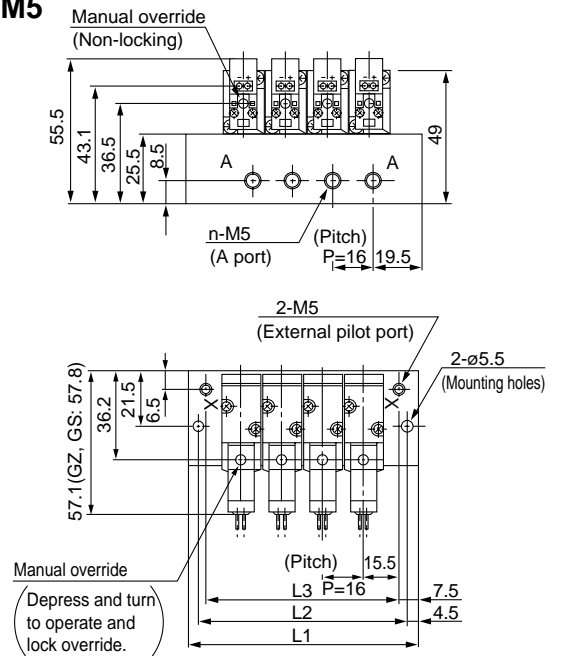 M5
Manual override
(Non-locking)
- +
- +
- +
- +
55.5
43.1
36.5
25.5
8.5
49
A
A
n-M5
(A port)
(Pitch)
P=16
19.5
2-M5
(External pilot port)
2-ø5.5
(Mounting holes)
57.1(GZ, GS: 57.8)
36.2
21.5
6.5
X
X
Manual override
Depress and turn
to operate and
lock override.
(Pitch)
P=16
15.5
L3
7.5
L2
4.5
L1